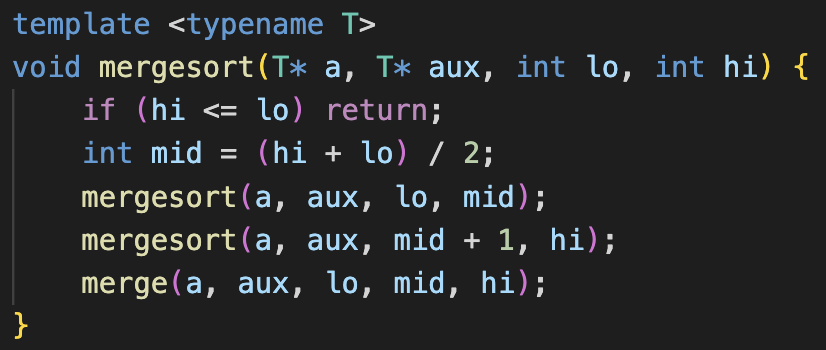 template <typename T>
void mergesort(T* a, T* aux, int lo, int hi) {
    if (hi <= lo) return;
    int mid = (hi + lo) / 2;
    mergesort(a, aux, lo, mid);
    mergesort(a, aux, mid + 1, hi);
    merge(a, aux, lo, mid, hi);
}